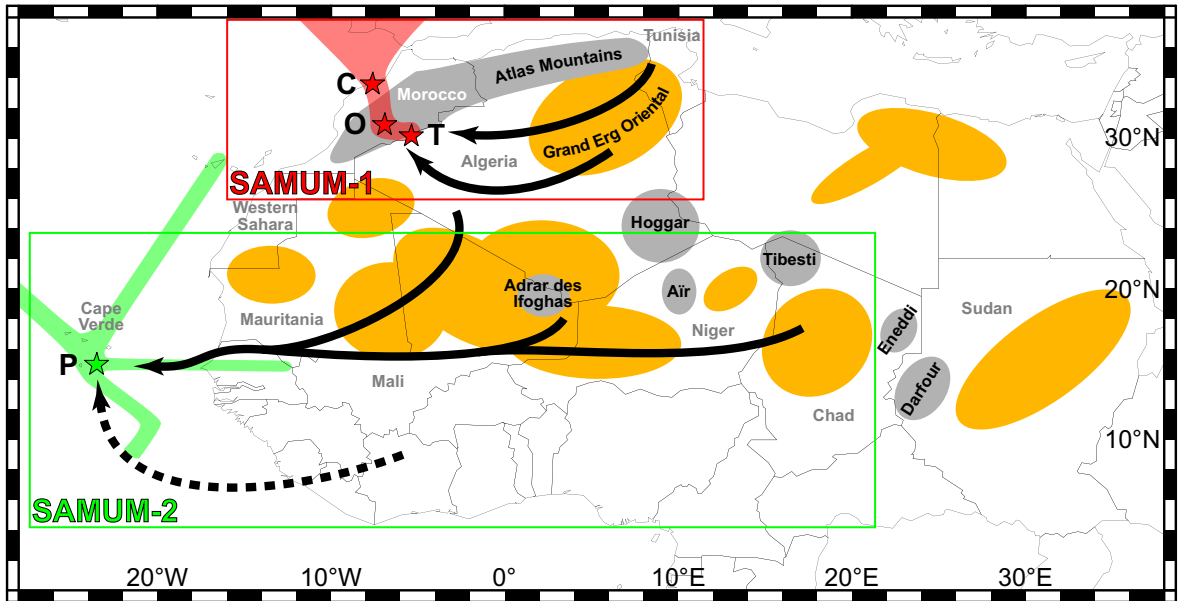 Tunisia
Atlas Mountains
C
Morocco
O
T
30°N
Grand Erg Oriental
Algeria
SAMUM-1
Western
Sahara
Hoggar
Tibesti
Adrar des
Ifoghas
Aïr
20°N
Cape
Verde
Mauritania
Niger
Sudan
Eneddi
P
Mali
Darfour
Chad
10°N
SAMUM-2
20°W
10°W
0°
10°E
20°E
30°E